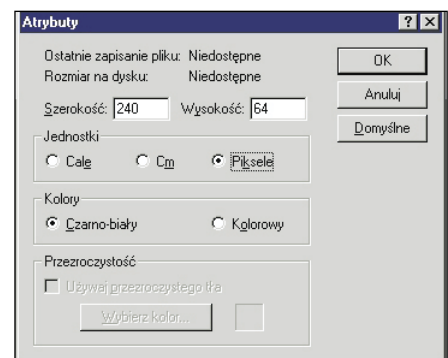 Atrybuty
Ostatnie zapisanie pliku: Niedostępne
Rozmiar na dysku: Niedostępne
Szerokość: 240 Wysokość: 64
Jednostki
Cale Cm Piksele
Kolory
Czarno-biały Kolorowy
Przezroczystość
Używaj przezroczystego tła
Wybierz kolor...
OK
Anuluj
Domyślne